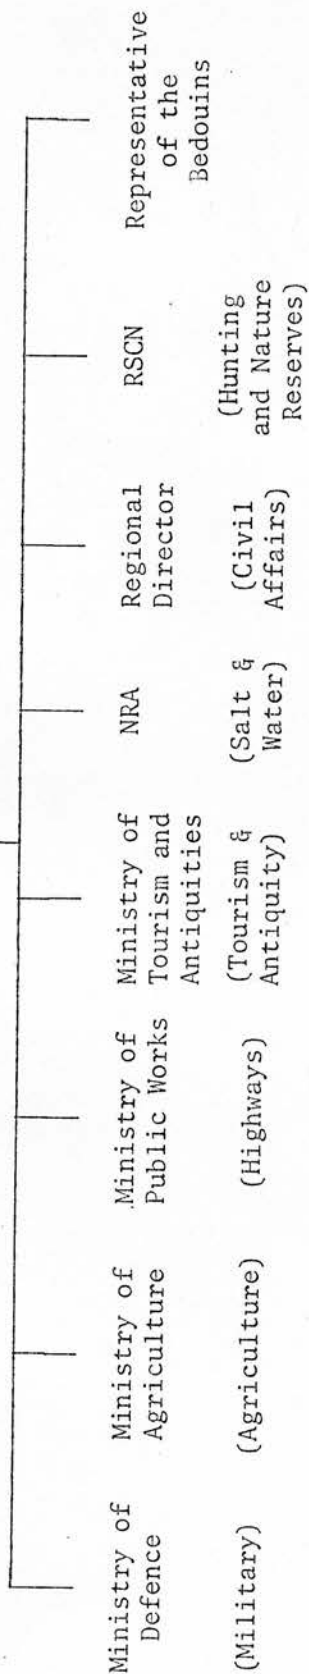 Ministry of
Defence
(Military)
Ministry of
Agriculture
(Agriculture)
Ministry of
Public Works
(Highways)
Ministry of
Tourism and
Antiquities
(Tourism &
Antiquity)
NRA
(Salt &
Water)
Regional
Director
(Civil
Affairs)
RSCN
(Hunting
and Nature
Reserves)
Representative
of the
Bedouins